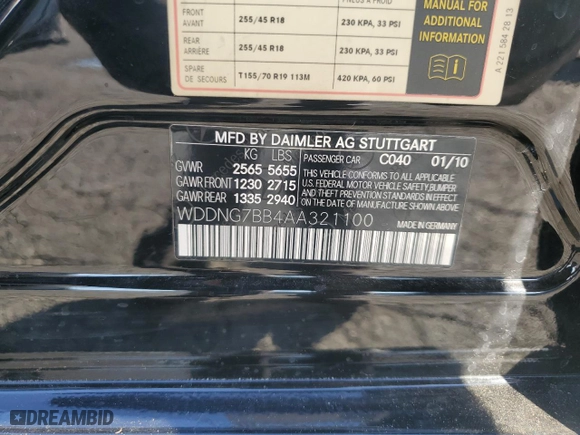 PNEUS À FROID
FRONT
AVANT
255/45 R18
230 KPA, 33 PSI
REAR
ARRIÈRE
255/45 R18
230 KPA, 33 PSI
SPARE
DE SECOURS
T155/70 R19 113M
420 KPA, 60 PSI
MANUAL FOR
ADDITIONAL
INFORMATION
A 221 584 28 13
MFD BY DAIMLER AG STUTTGART
KG LBS
PASSENGER CAR C040 01/10
GVWR 2565 5655
GAWR FRONT 1230 2715
GAWR REAR 1335 2940
THIS VEHICLE CONFORMS TO ALL APPLICABLE
U.S. FEDERAL MOTOR VEHICLE SAFETY, BUMPER
AND THEFT PREVENTION STANDARDS IN EFFECT
ON THE DATE OF MANUFACTURE SHOWN ABOVE.
WDDNG7BB4AA321100
MADE IN GERMANY
DREAMBID